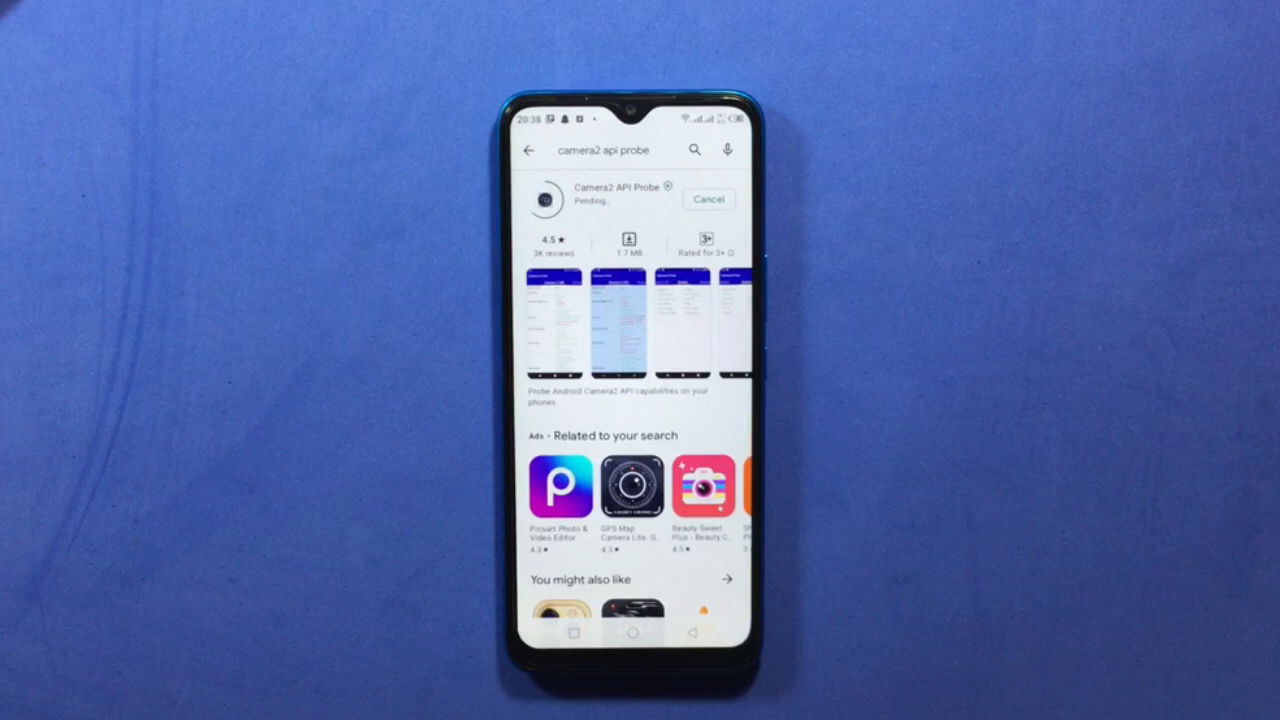 20:38
camera2 api probe
Camera2 API Probe
Pending...
Cancel
4.5★
3K reviews
1.7 MB
3+
Rated for 3+
Probe Android Camera2 API capabilities on your
phones.
Ads · Related to your search
Picsart Photo &
Video Editor
4.3★
GPS Map
Camera Lite. G..
4.3★
Beauty Sweet
Plus - Beauty C..
4.5★
You might also like